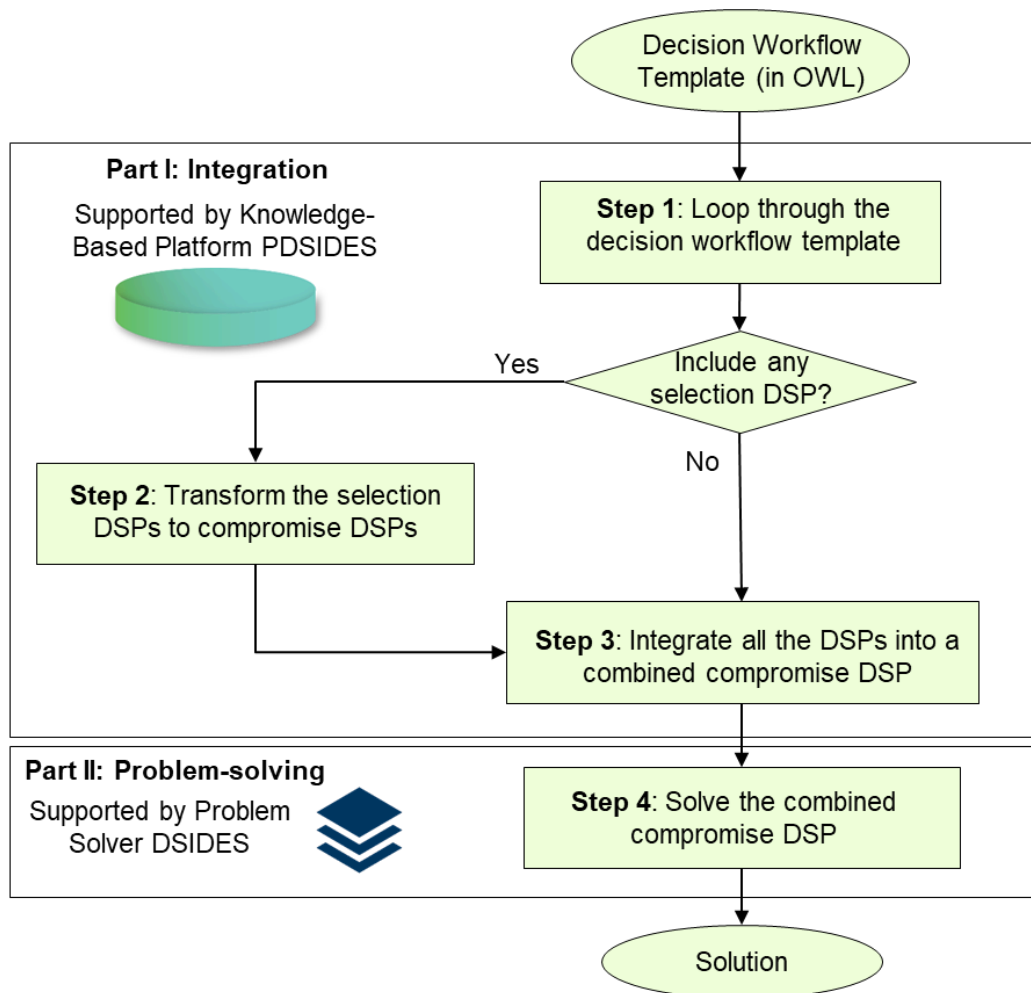 Decision Workflow
Template (in OWL)
Part I: Integration
Supported by Knowledge-
Based Platform PDSIDES
Step 1: Loop through the
decision workflow template
Include any
selection DSP?
Yes
No
Step 2: Transform the selection
DSPs to compromise DSPs
Step 3: Integrate all the DSPs into a
combined compromise DSP
Part II: Problem-solving
Supported by Problem
Solver DSIDES
Step 4: Solve the combined
compromise DSP
Solution